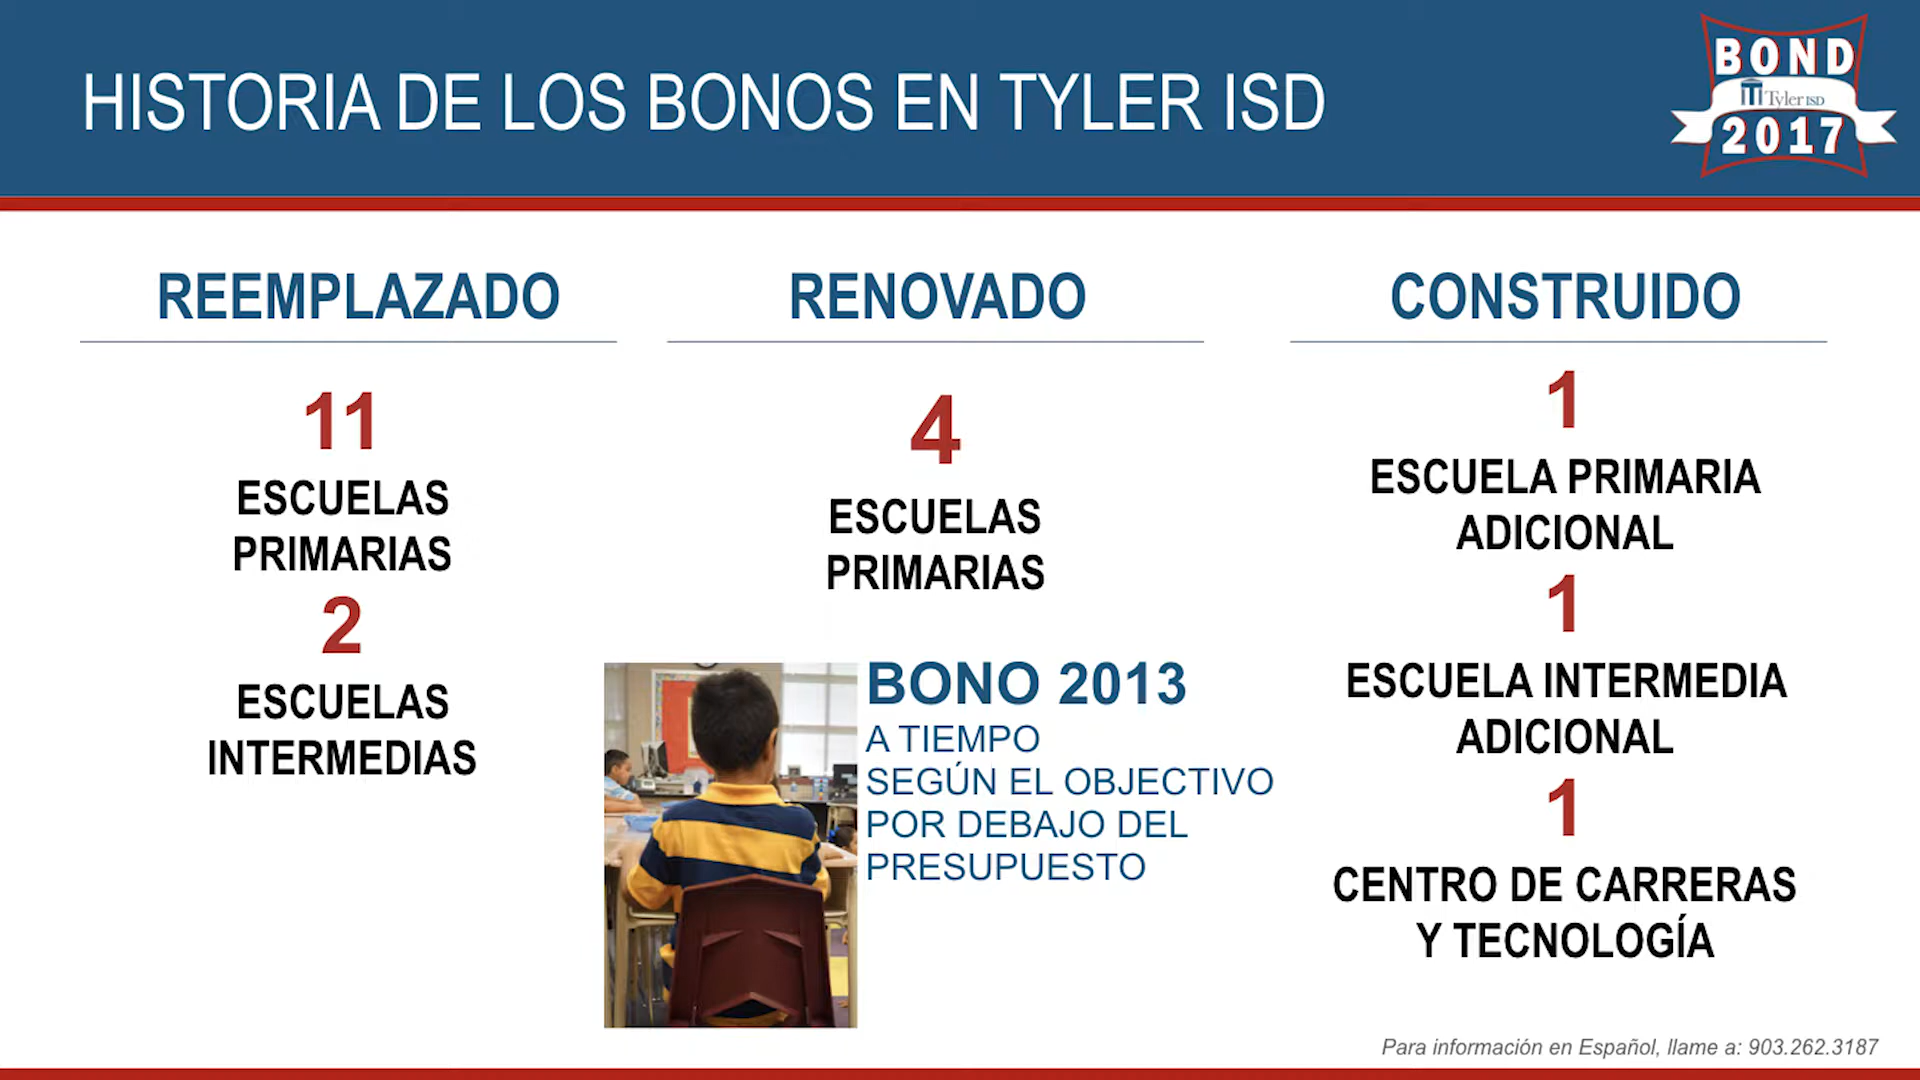 HISTORIA DE LOS BONOS EN TYLER ISD
BOND
Tyler ISD
2017
REEMPLAZADO
11
ESCUELAS
PRIMARIAS
2
ESCUELAS
INTERMEDIAS
RENOVADO
4
ESCUELAS
PRIMARIAS
BONO 2013
A TIEMPO
SEGÚN EL OBJECTIVO
POR DEBAJO DEL
PRESUPUESTO
CONSTRUIDO
1
ESCUELA PRIMARIA
ADICIONAL
1
ESCUELA INTERMEDIA
ADICIONAL
1
CENTRO DE CARRERAS
Y TECNOLOGÍA
Para información en Español, llame a: 903.262.3187